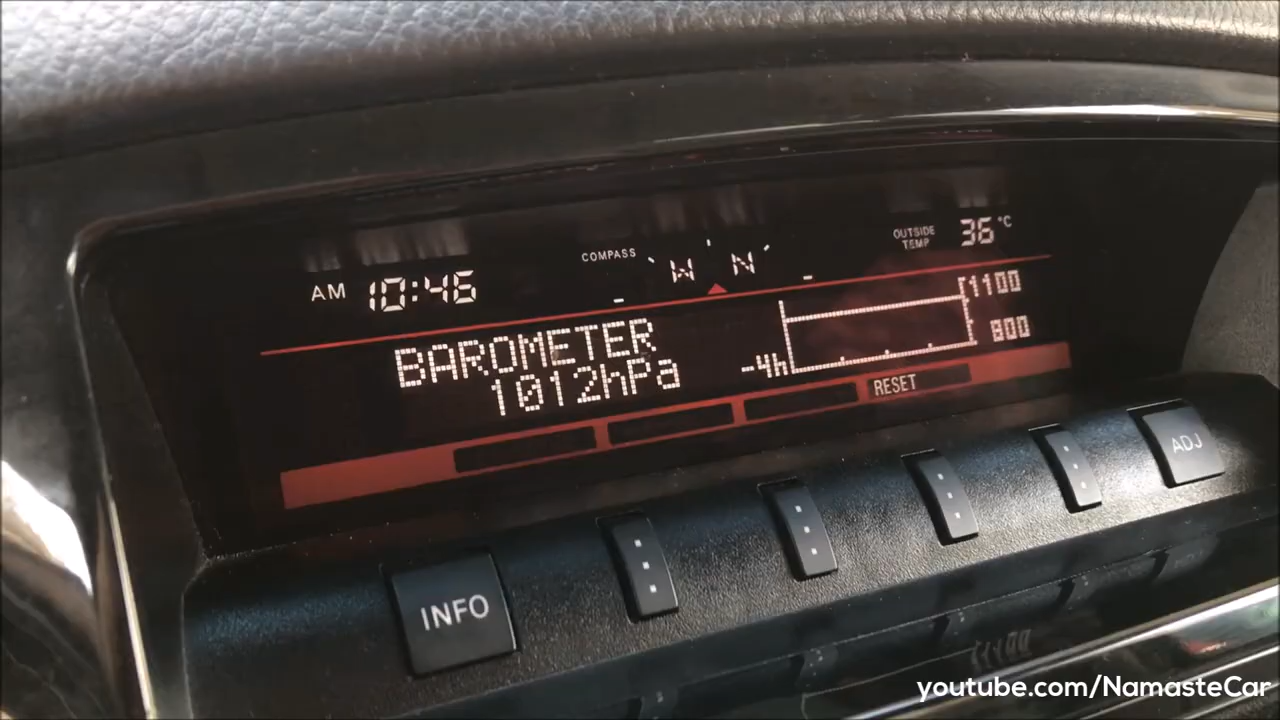 AM 10:46
COMPASS
W N
OUTSIDE
TEMP
36°C
BAROMETER
1012hPa
-4h
1100
800
RESET
INFO
ADJ
youtube.com/NamasteCar